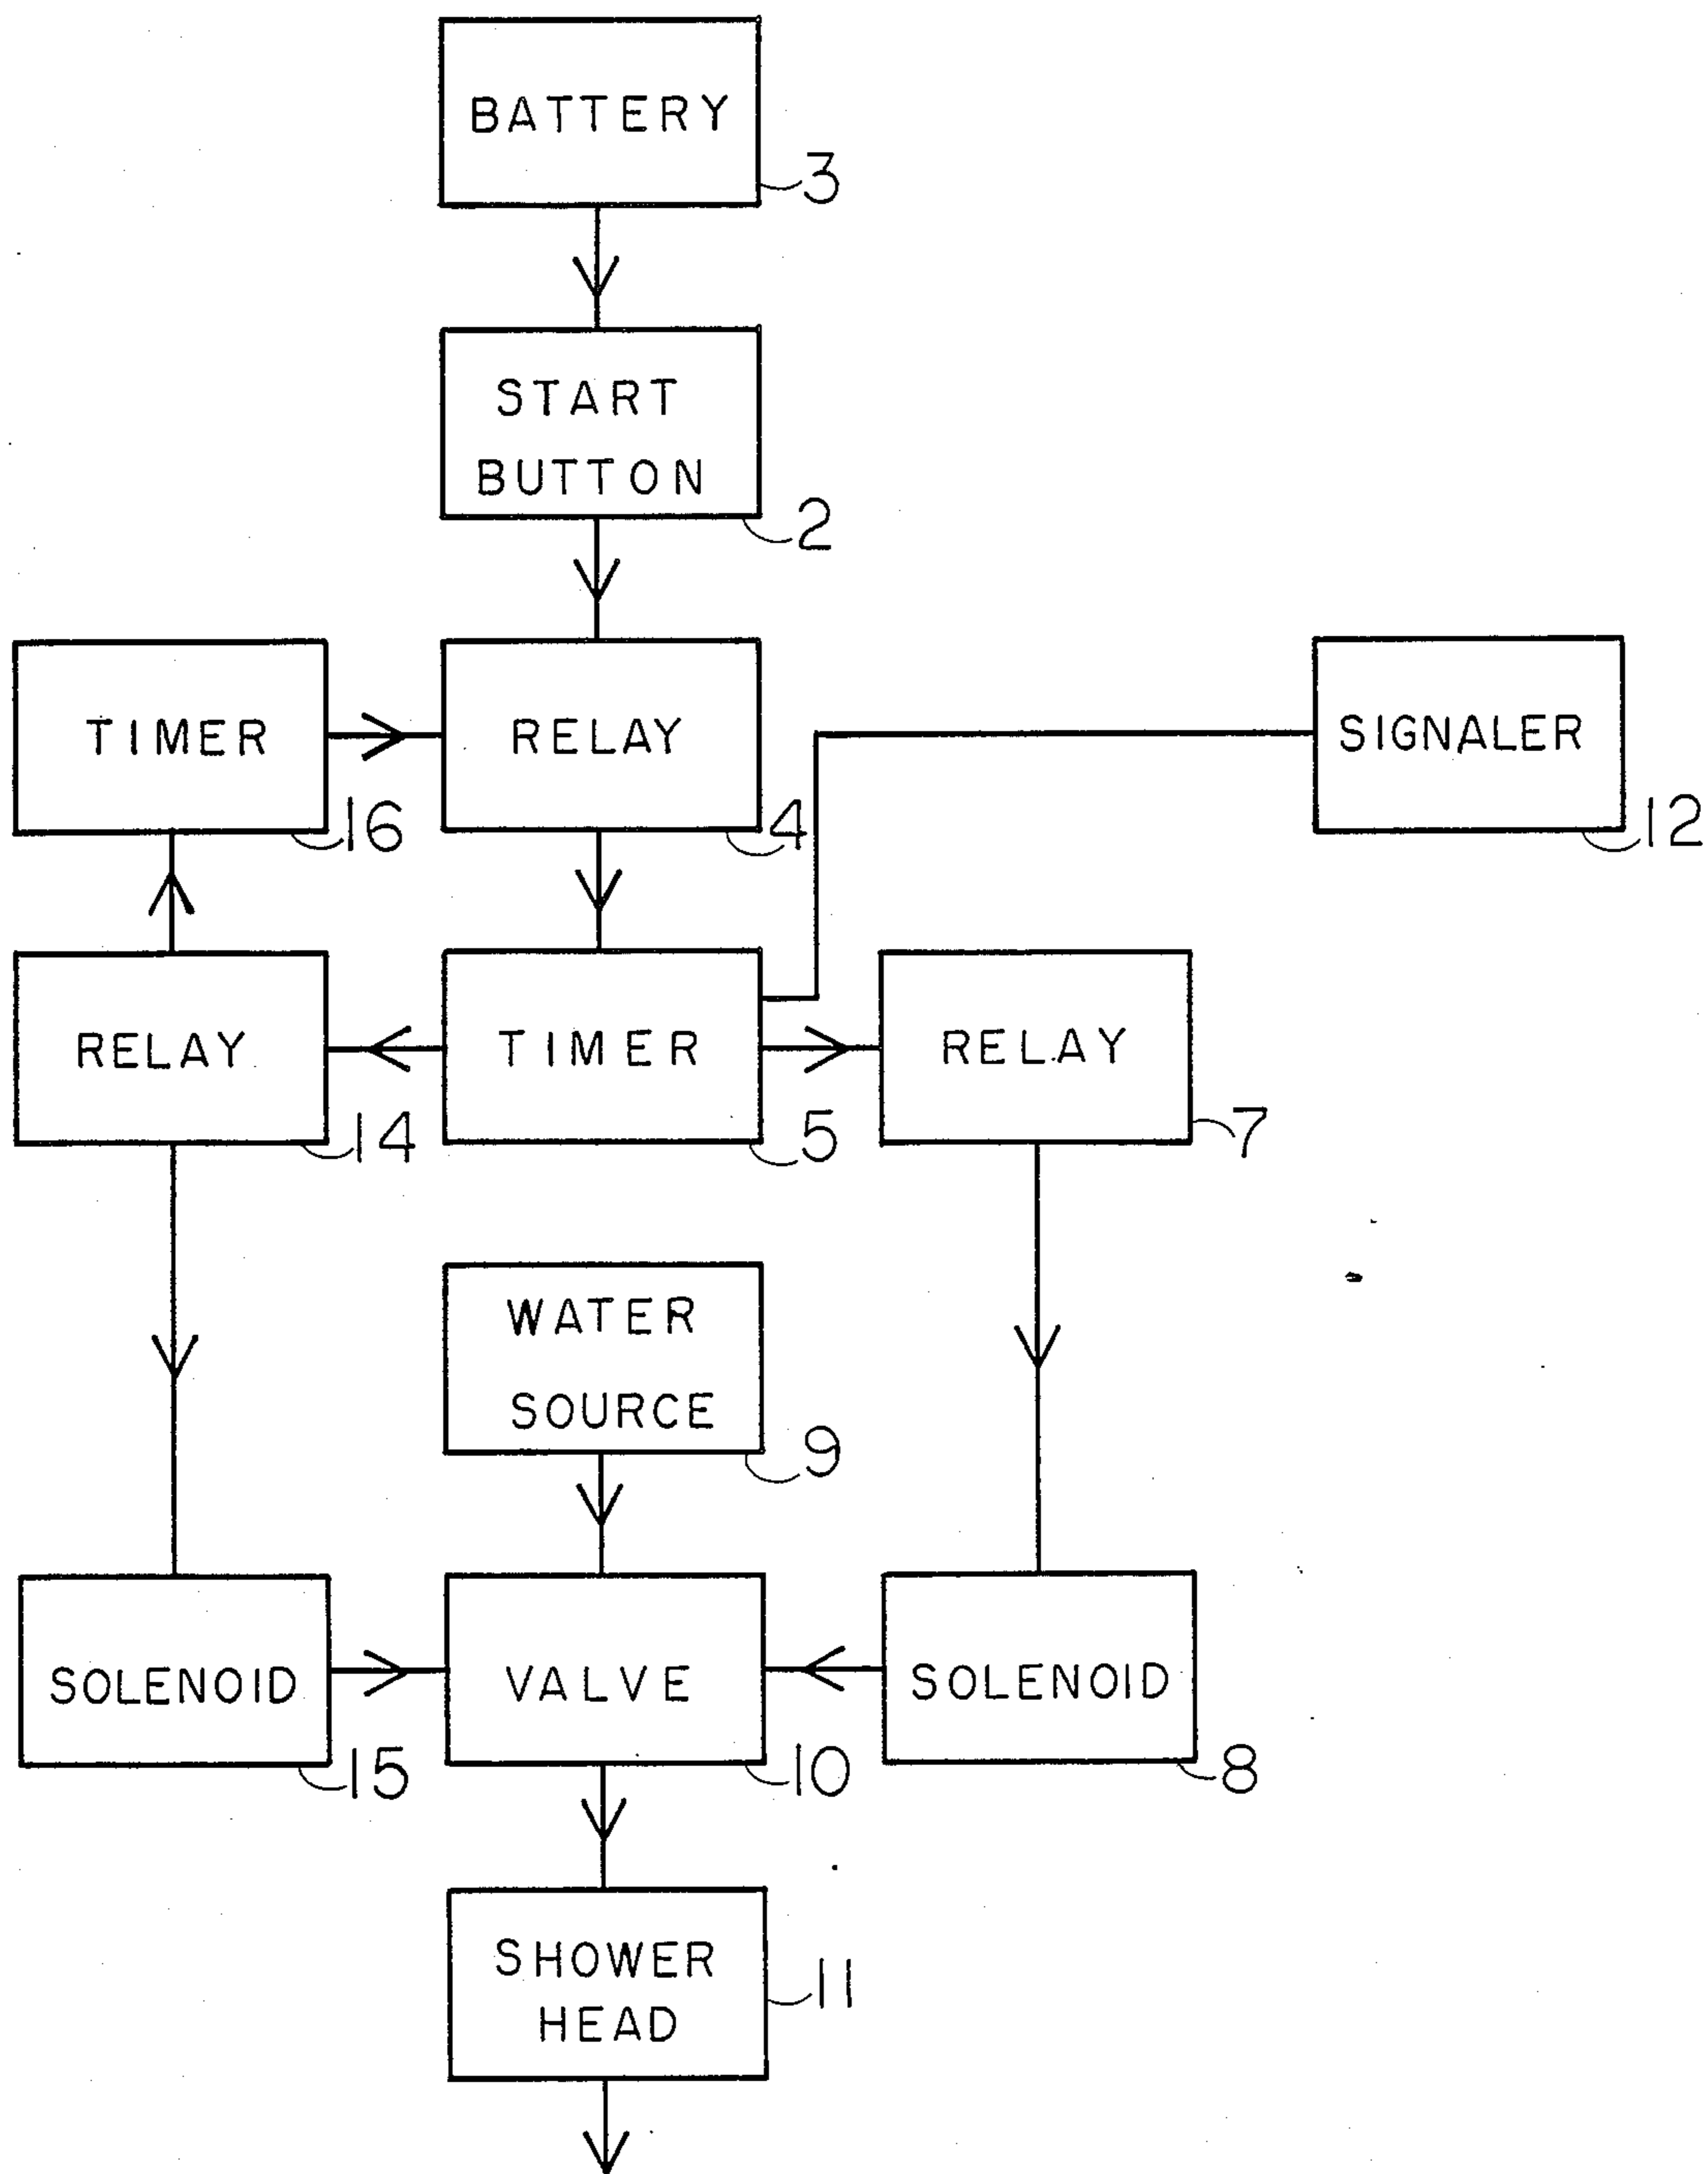 BATTERY
3
START
BUTTON
2
TIMER
16
RELAY
4
SIGNALER
12
RELAY
14
TIMER
5
RELAY
7
WATER
SOURCE
9
SOLENOID
15
VALVE
10
SOLENOID
8
SHOWER
HEAD
11